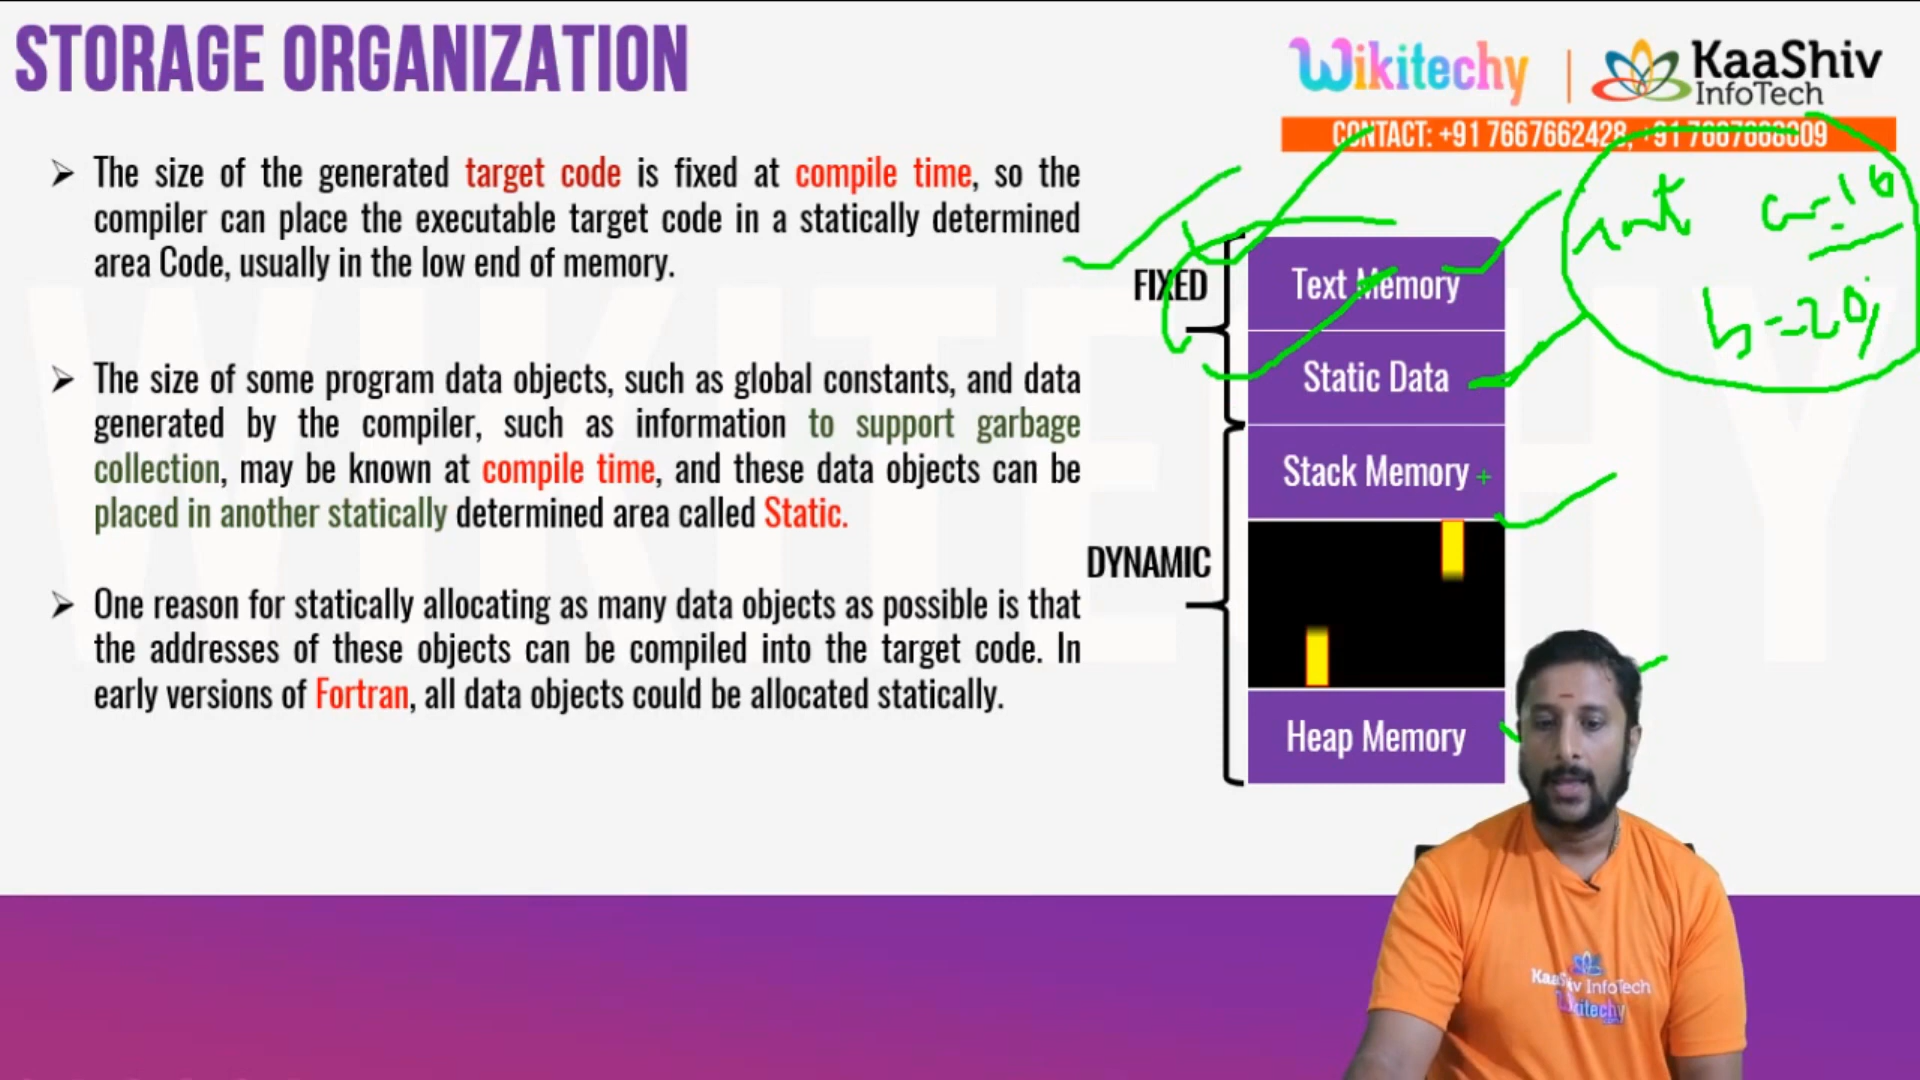 STORAGE ORGANIZATION
Wikitechy
KaaShiv
InfoTech
CONTACT: +91 7667662428, +91 7667668009
➢ The size of the generated target code is fixed at compile time, so the
compiler can place the executable target code in a statically determined
area Code, usually in the low end of memory.
➢ The size of some program data objects, such as global constants, and data
generated by the compiler, such as information to support garbage
collection, may be known at compile time, and these data objects can be
placed in another statically determined area called Static.
➢ One reason for statically allocating as many data objects as possible is that
the addresses of these objects can be compiled into the target code. In
early versions of Fortran, all data objects could be allocated statically.
FIXED
Text Memory
Static Data
DYNAMIC
Stack Memory
Heap Memory
int a=10
b=20;
KaaShiv InfoTech
Wikitechy